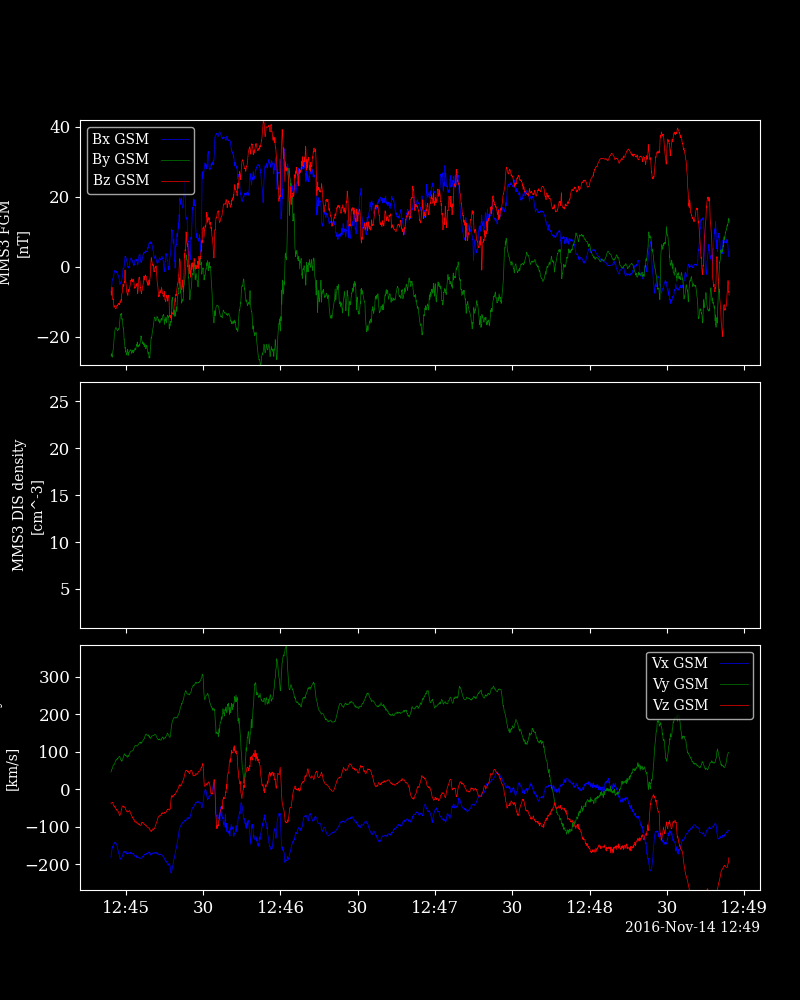 40
20
0
−20
MMS3 FGM
[nT]
Bx GSM
By GSM
Bz GSM
25
20
15
10
5
MMS3 DIS density
[cm^-3]
300
200
100
0
−100
−200
[km/s]
Vx GSM
Vy GSM
Vz GSM
12:45 30 12:46 30 12:47 30 12:48 30 12:49
2016-Nov-14 12:49